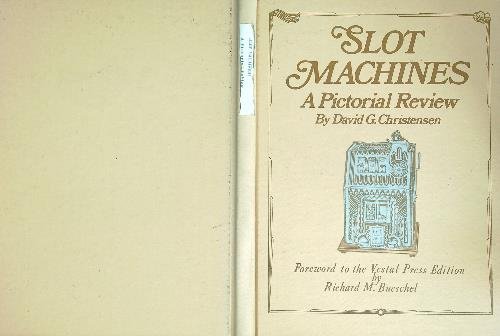 SLOT
MACHINES
A Pictorial Review
By David G. Christensen
Foreword to the Vestal Press Edition
by
Richard M. Bueschel